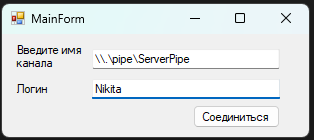 MainForm
Введите имя
канала
\\.\pipe\ServerPipe
Логин
Nikita
Соединиться